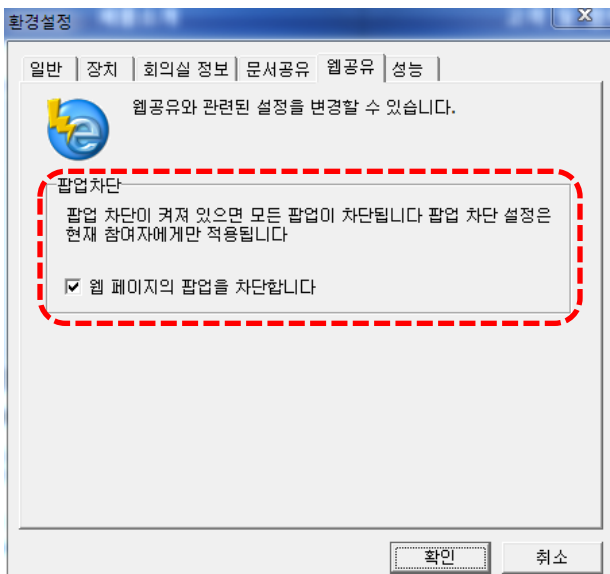 환경설정
일반 장치 회의실 정보 문서공유 웹공유 성능
웹공유와 관련된 설정을 변경할 수 있습니다.
팝업차단
팝업 차단이 켜져 있으면 모든 팝업이 차단됩니다 팝업 차단 설정은
현재 참여자에게만 적용됩니다
웹 페이지의 팝업을 차단합니다
확인 취소